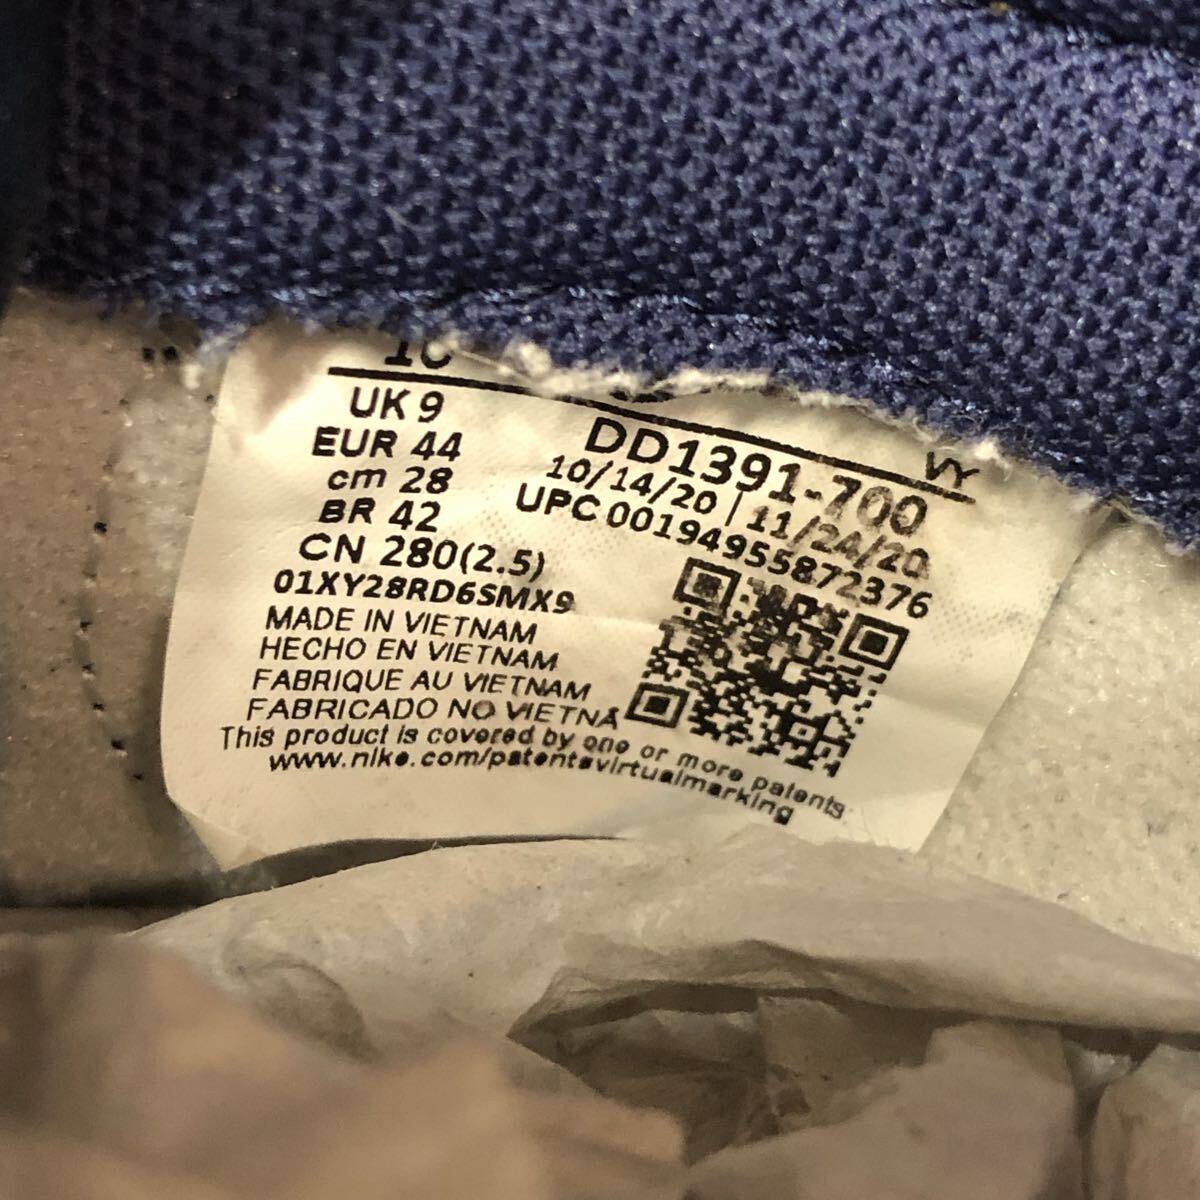 UK 9
EUR 44
cm 28
BR 42
CN 280(2.5)
01XY28RD6SMX9
VY
DD1391-700
10/14/20 | 11/24/20
UPC 00194955872376
MADE IN VIETNAM
HECHO EN VIETNAM
FABRIQUE AU VIETNAM
FABRICADO NO VIETNÃ
This product is covered by one or more patents
www.nike.com/patentsvirtualmarking